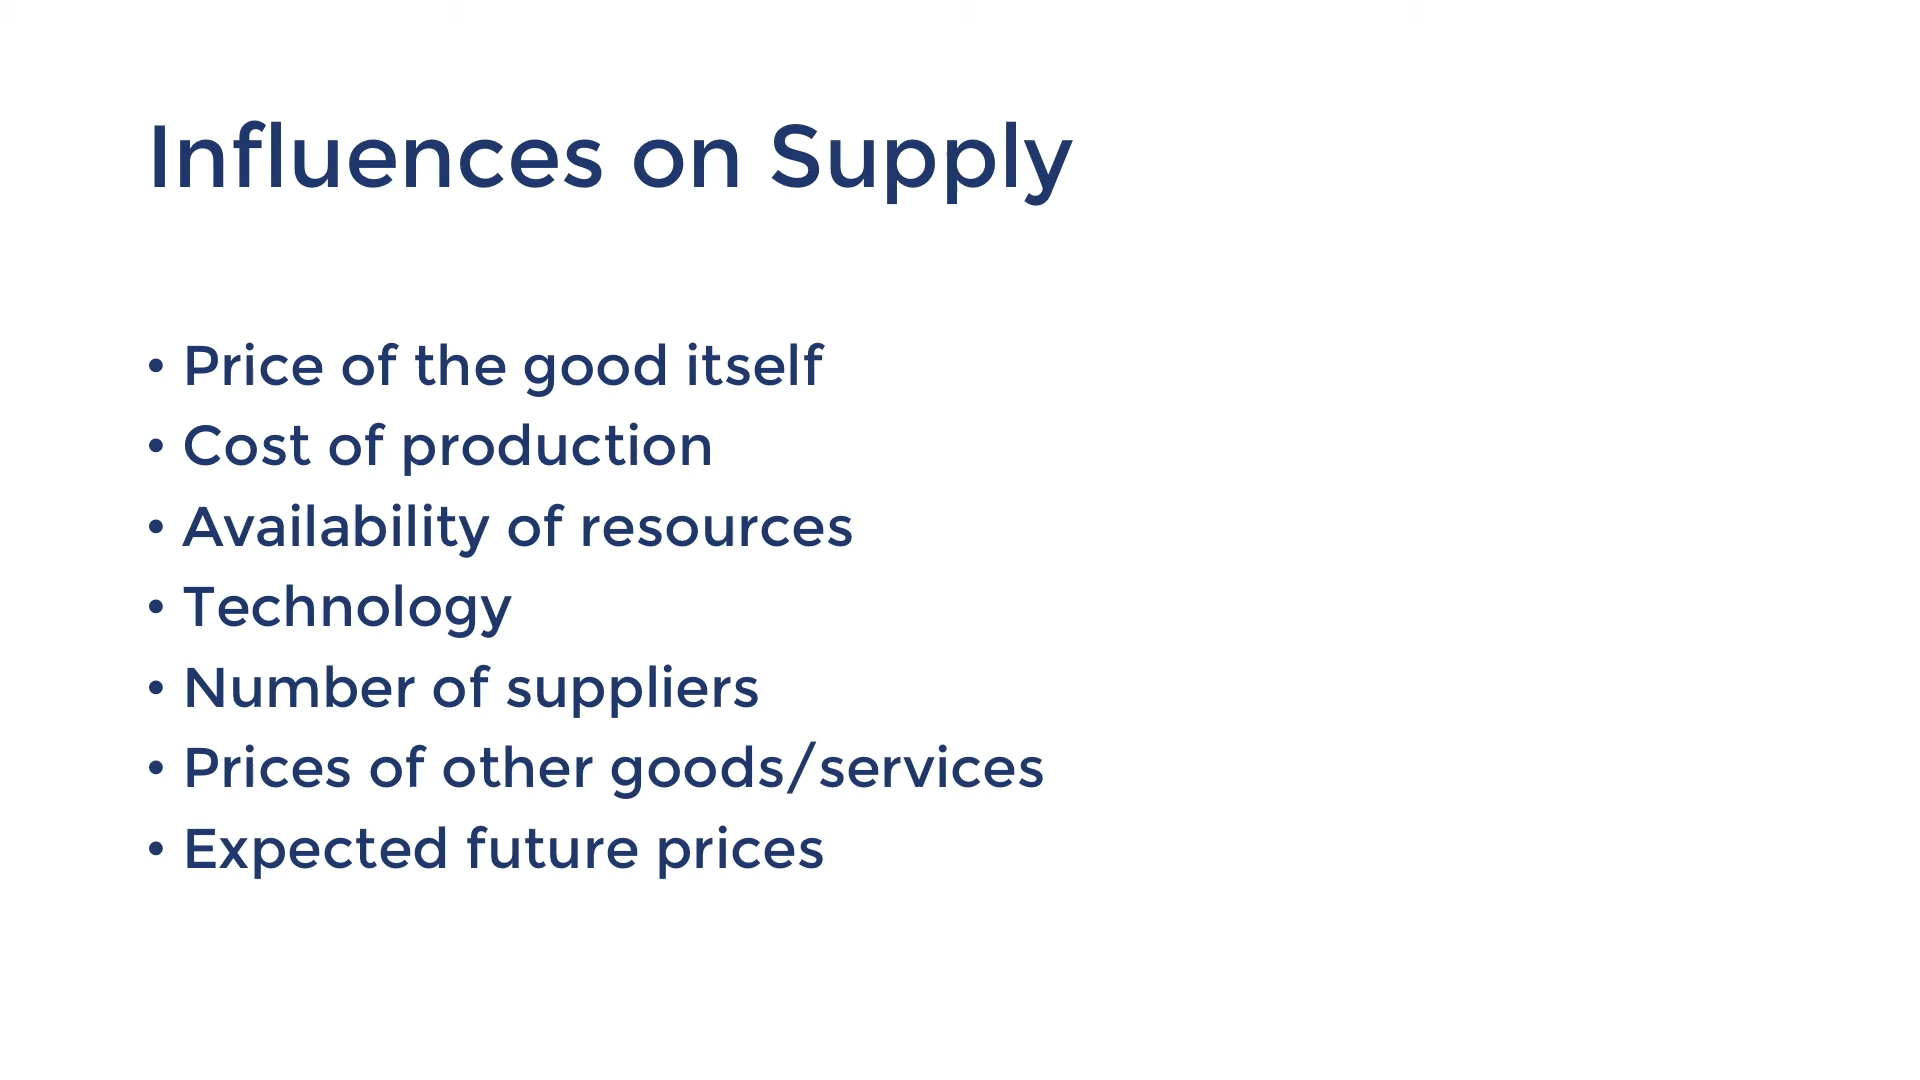 Influences on Supply
• Price of the good itself
• Cost of production
• Availability of resources
• Technology
• Number of suppliers
• Prices of other goods/services
• Expected future prices